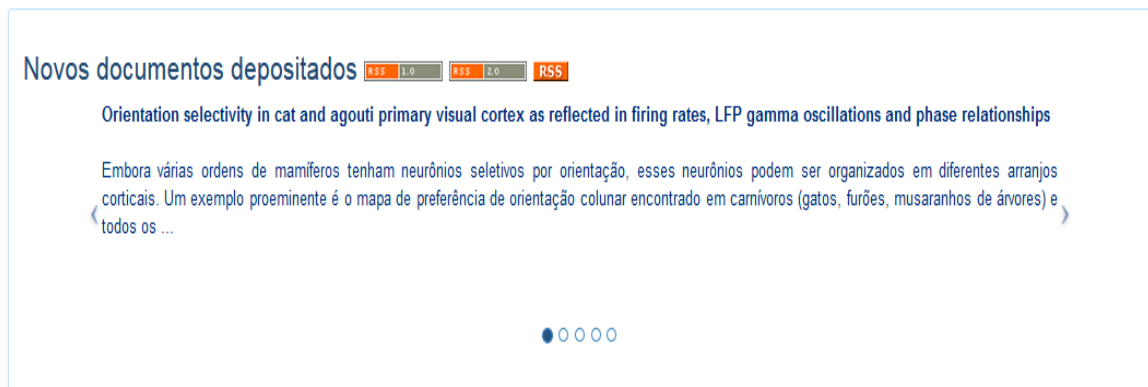 Novos documentos depositados RSS 1.0 RSS 2.0 RSS
Orientation selectivity in cat and agouti primary visual cortex as reflected in firing rates, LFP gamma oscillations and phase relationships
Embora várias ordens de mamíferos tenham neurônios seletivos por orientação, esses neurônios podem ser organizados em diferentes arranjos
corticais. Um exemplo proeminente é o mapa de preferência de orientação colunar encontrado em carnívoros (gatos, furões, musaranhos de árvores) e
todos os ...